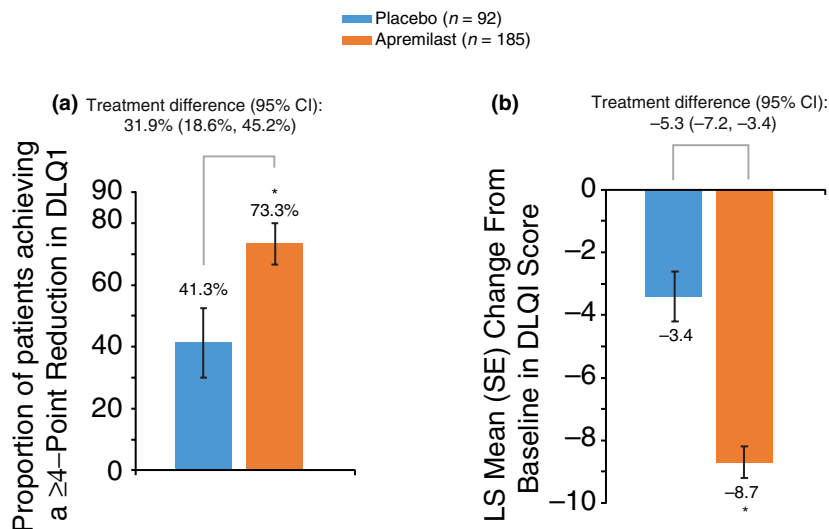 Placebo (n = 92)
Apremilast (n = 185)
(a)
Treatment difference (95% CI):
31.9% (18.6%, 45.2%)
Proportion of patients achieving
a ≥4–Point Reduction in DLQ1
90
80
60
40
20
0
41.3%
*
73.3%
(b)
Treatment difference (95% CI):
–5.3 (–7.2, –3.4)
LS Mean (SE) Change From
Baseline in DLQI Score
0
–2
–4
–6
–8
–10
–3.4
–8.7
*